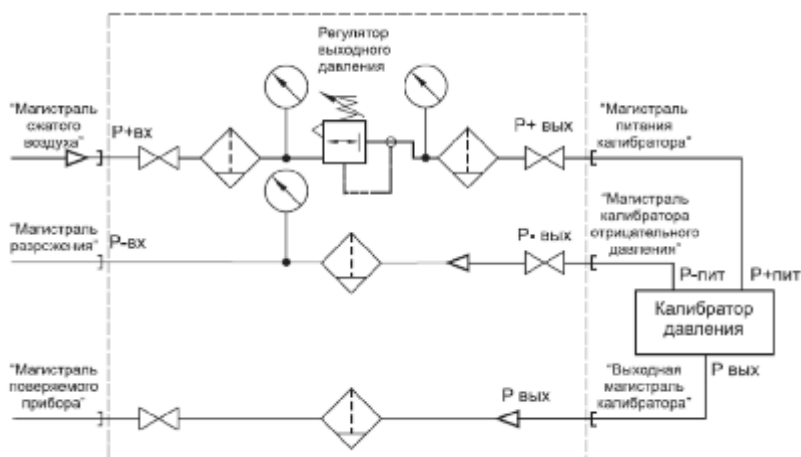 Регулятор
выходного
давления
"Магистраль
сжатого
воздуха"
Р+вх
Р+ вых
"Магистраль
питания
калибратора"
"Магистраль
разрежения"
Р-вх
Р- вых
"Магистраль
калибратора
отрицательного
давления"
Р-пит
Р+пит
Калибратор
давления
"Магистраль
поверяемого
прибора"
Р вых
"Выходная
магистраль
калибратора"
Р вых